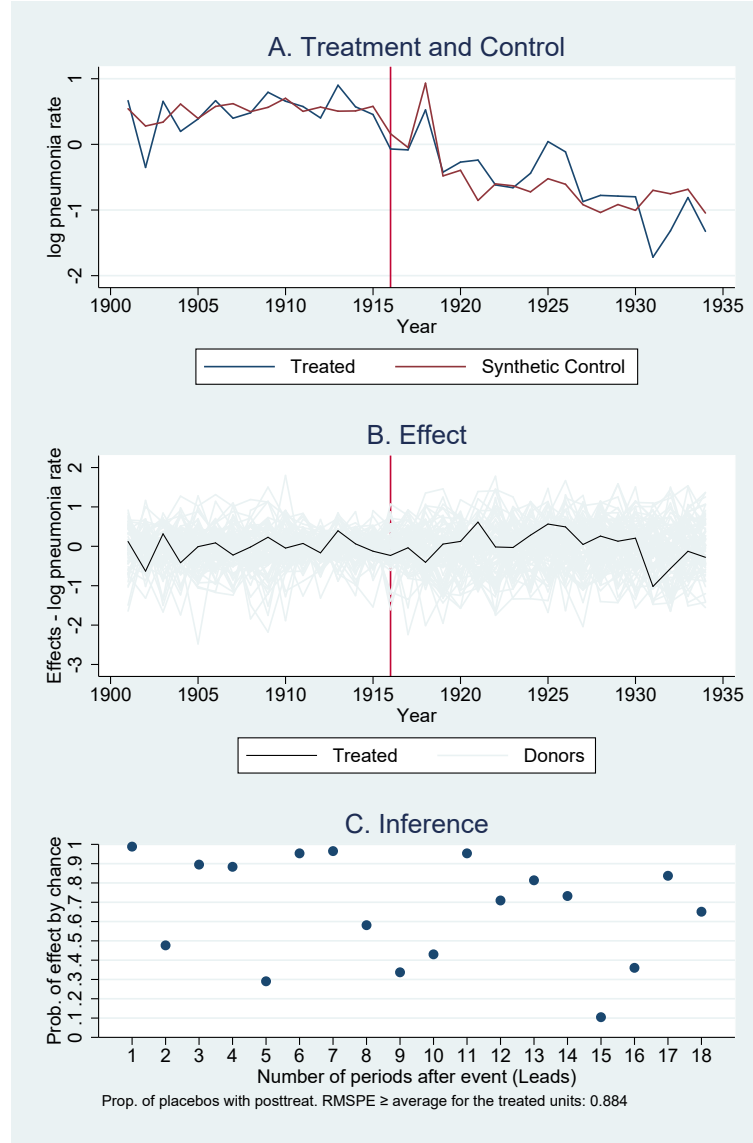 A. Treatment and Control
log pneumonia rate
1
0
-1
-2
1900 1905 1910 1915 1920 1925 1930 1935
Year
Treated Synthetic Control
B. Effect
Effects - log pneumonia rate
2
1
0
-1
-2
-3
1900 1905 1910 1915 1920 1925 1930 1935
Year
Treated Donors
C. Inference
Prob. of effect by chance
0 .1 .2 .3 .4 .5 .6 .7 .8 .9 1
1 2 3 4 5 6 7 8 9 10 11 12 13 14 15 16 17 18
Number of periods after event (Leads)
Prop. of placebos with posttreat. RMSPE ≥ average for the treated units: 0.884